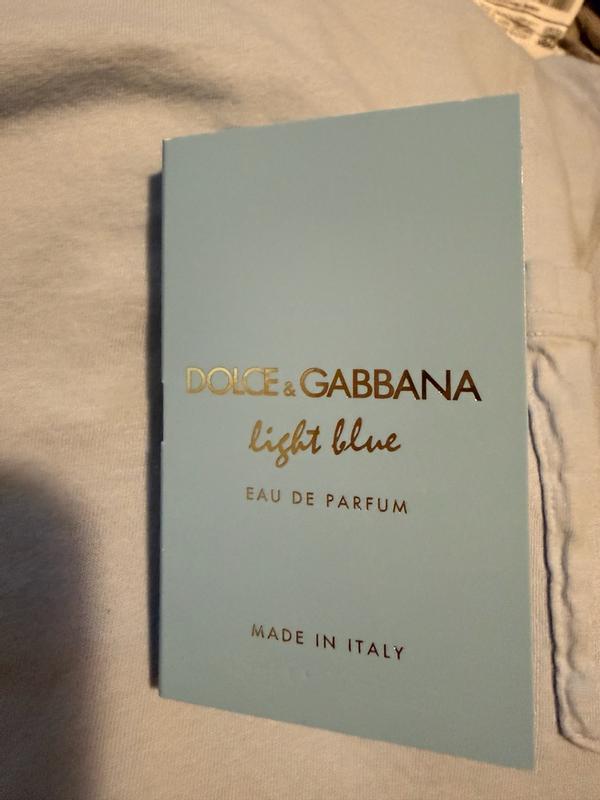 DOLCE & GABBANA
light blue
EAU DE PARFUM
MADE IN ITALY